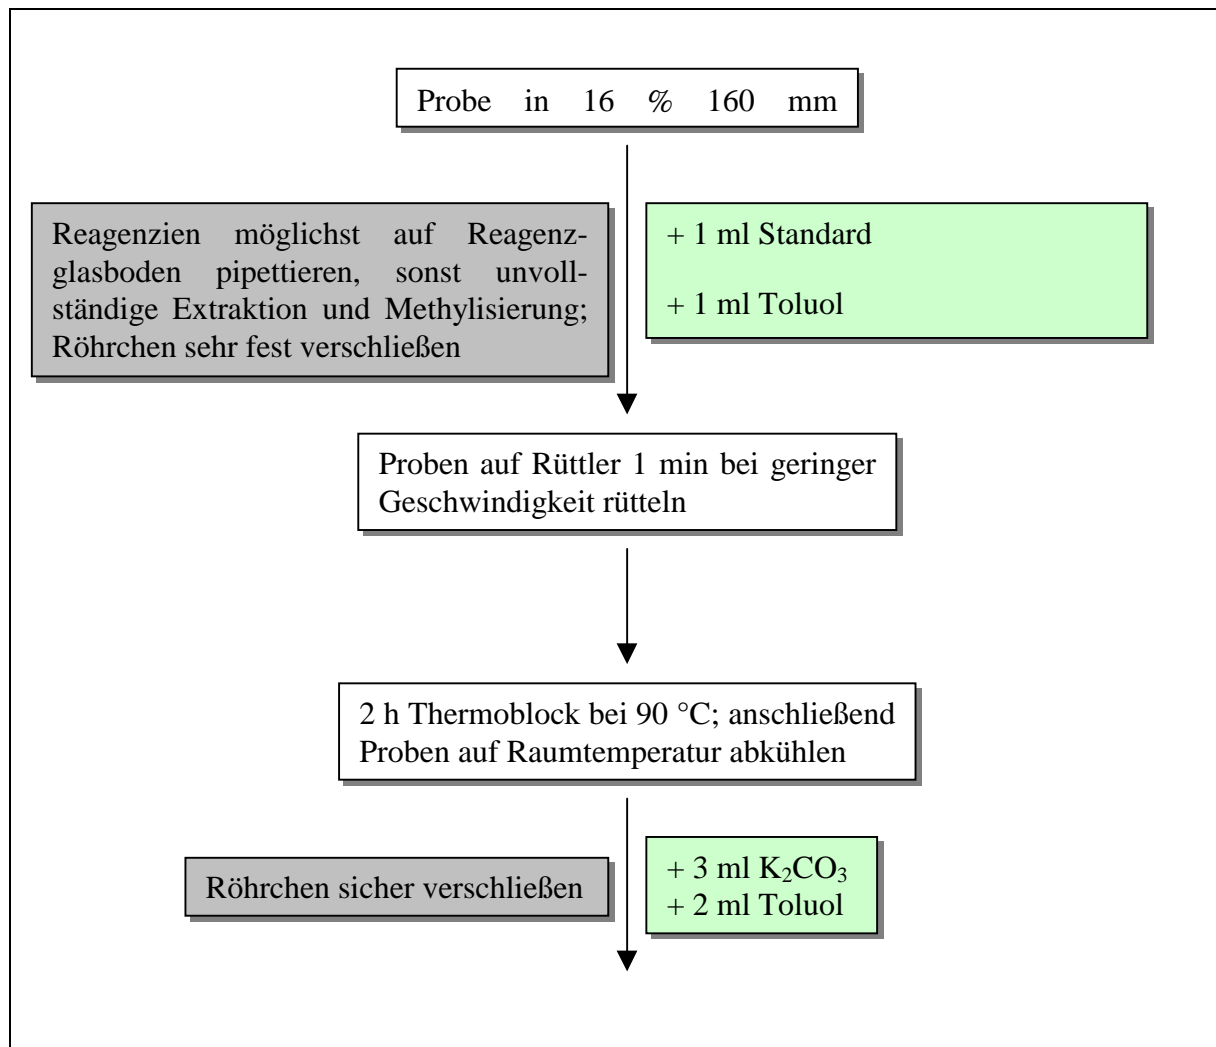 Probe in 16 % 160 mm
Reagenzien möglichst auf Reagenz-
glasboden pipettieren, sonst unvoll-
ständige Extraktion und Methylisierung;
Röhrchen sehr fest verschließen
+ 1 ml Standard
+ 1 ml Toluol
Proben auf Rüttler 1 min bei geringer
Geschwindigkeit rütteln
2 h Thermoblock bei 90 °C; anschließend
Proben auf Raumtemperatur abkühlen
Röhrchen sicher verschließen
+ 3 ml K₂CO₃
+ 2 ml Toluol